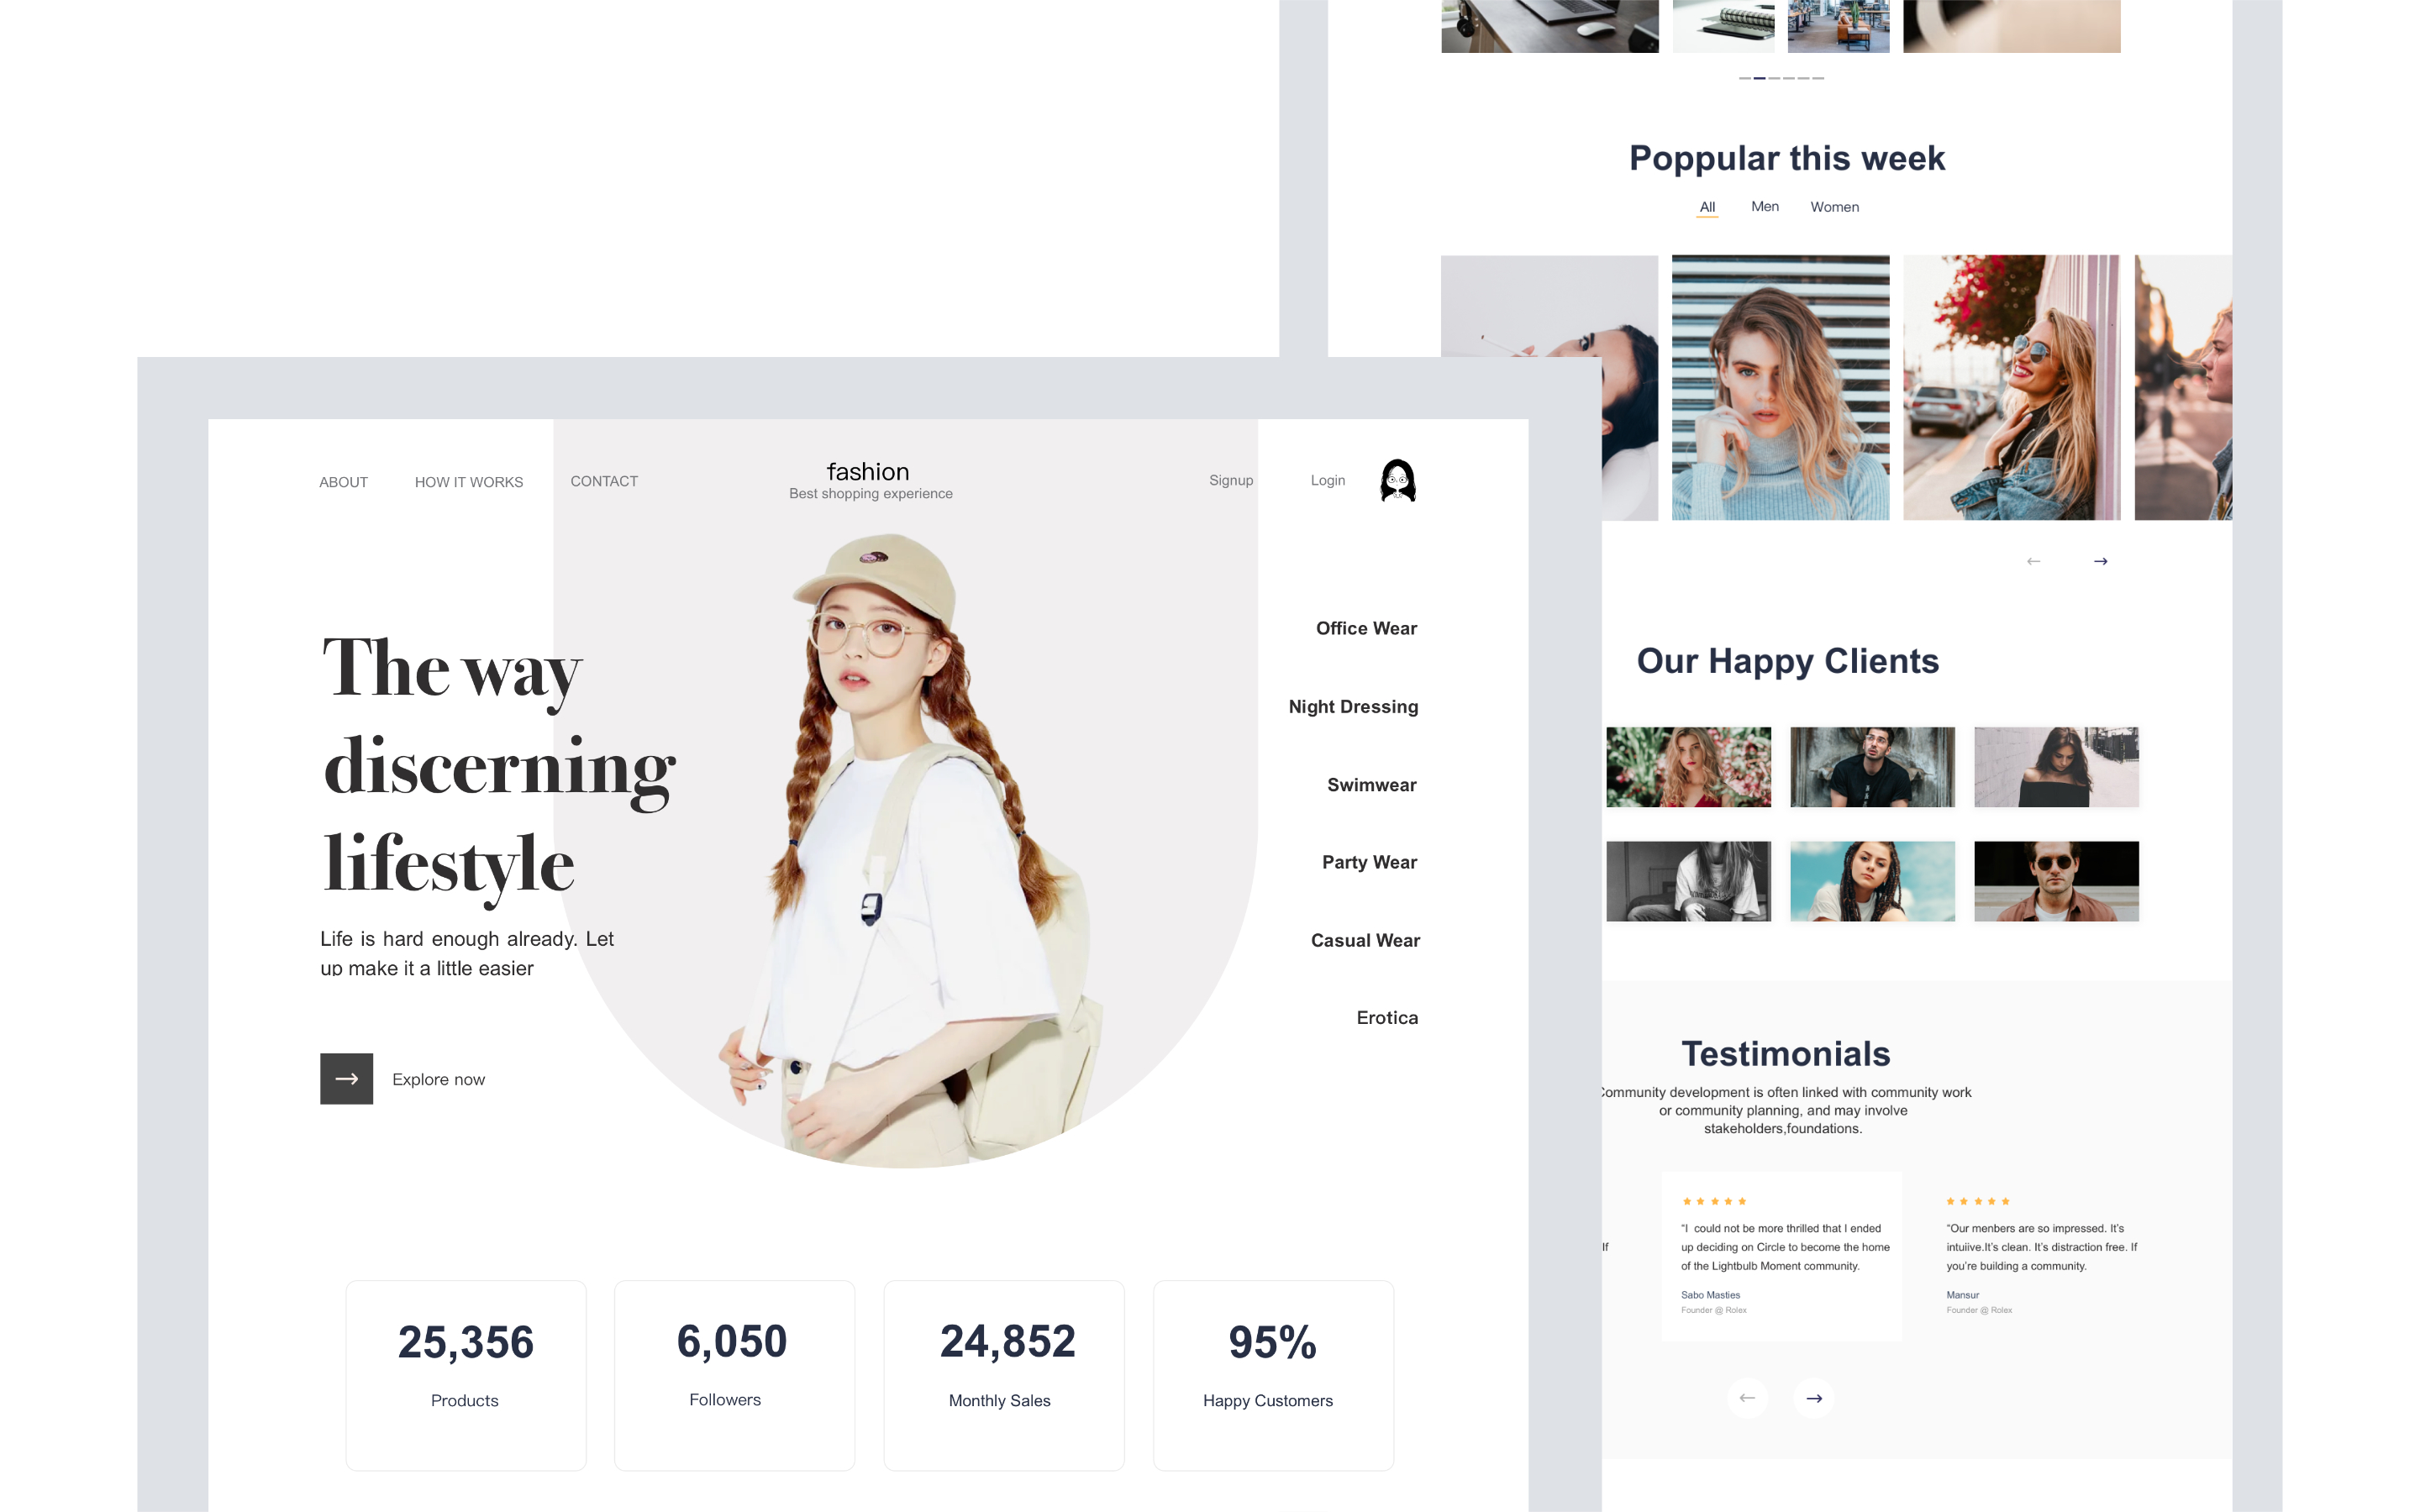 ABOUT
HOW IT WORKS
CONTACT
fashion
Best shopping experience
Signup
Login
The way
discerning
lifestyle
Life is hard enough already. Let
up make it a little easier
Explore now
Office Wear
Night Dressing
Swimwear
Party Wear
Casual Wear
Erotica
25,356
Products
6,050
Followers
24,852
Monthly Sales
95%
Happy Customers
Poppular this week
All
Men
Women
Our Happy Clients
Testimonials
Community development is often linked with community work
or community planning, and may involve
stakeholders,foundations.
If
“I could not be more thrilled that I ended
up deciding on Circle to become the home
of the Lightbulb Moment community.
Sabo Masties
Founder @ Rolex
“Our menbers are so impressed. It’s
intuiive.It’s clean. It’s distraction free. If
you’re building a community.
Mansur
Founder @ Rolex